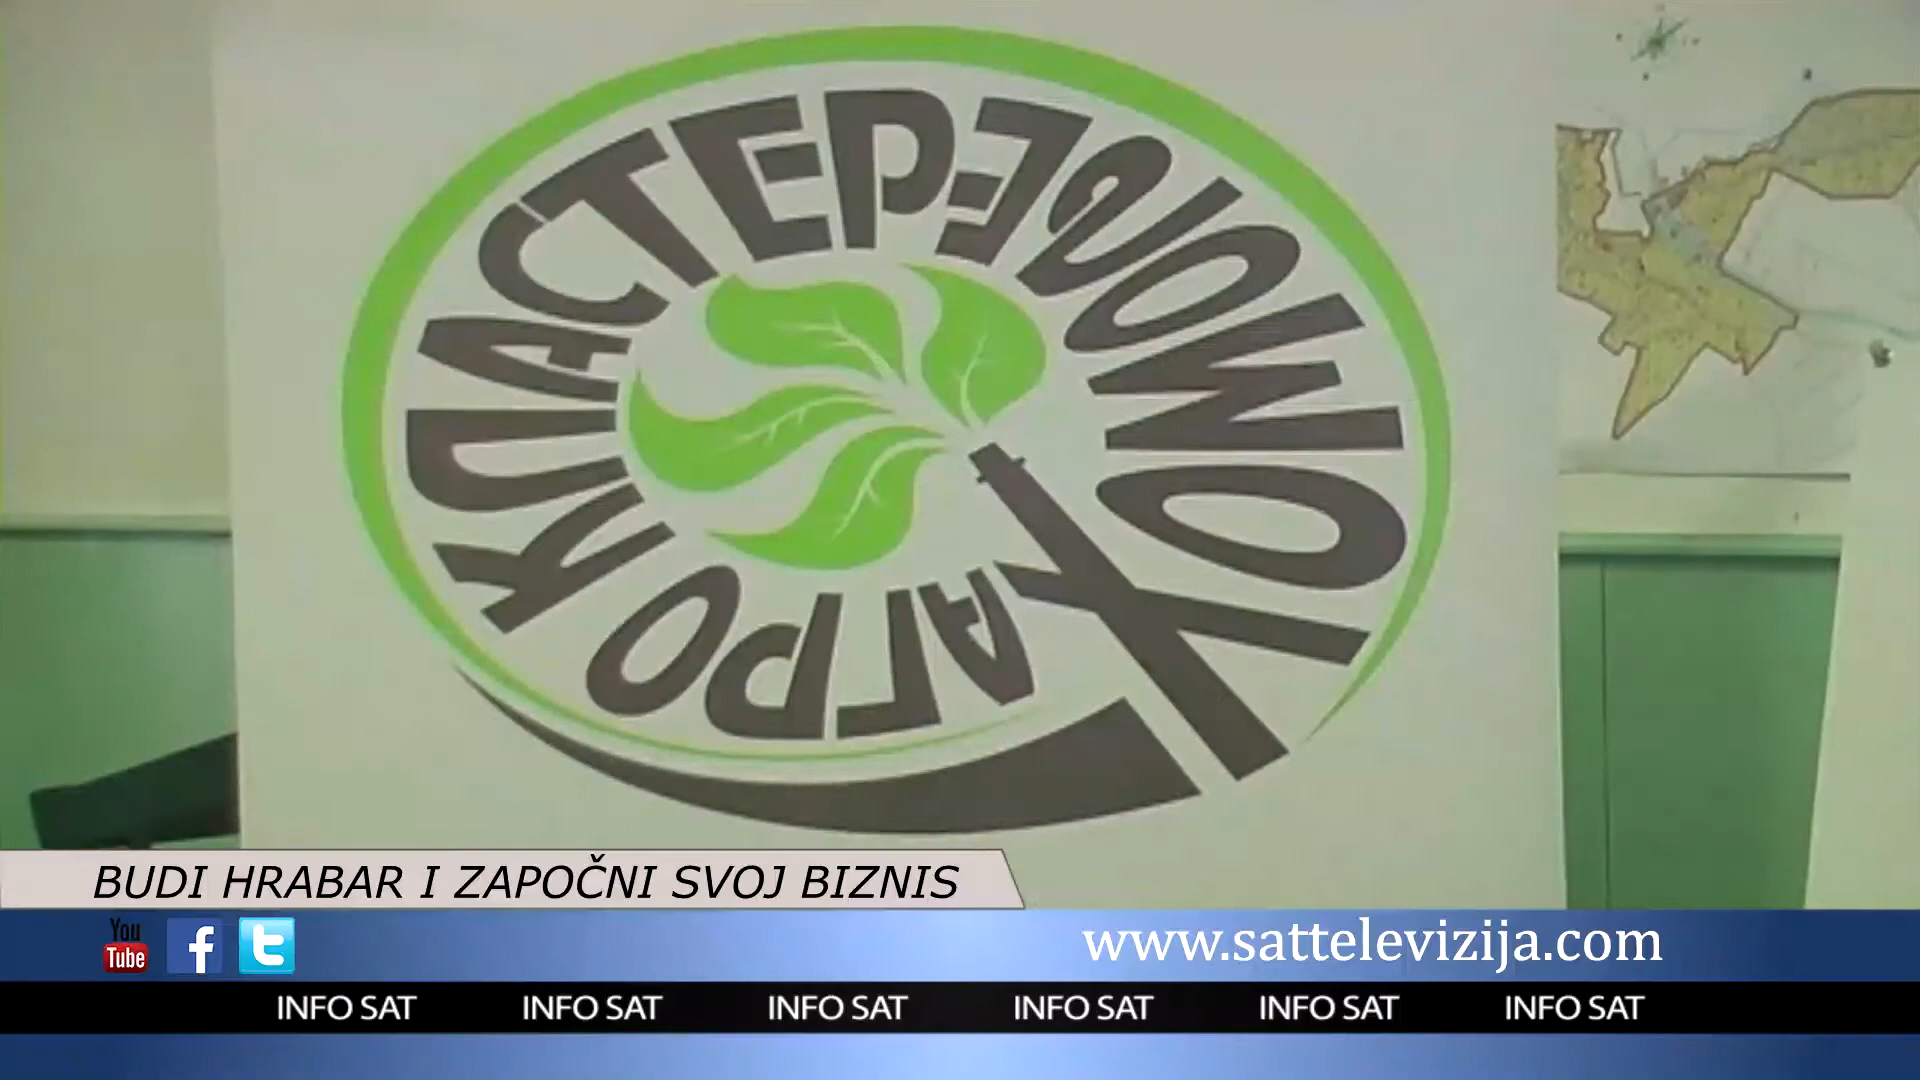 АГРО КЛАСТЕР
ХОМОЉЕ
BUDI HRABAR I ZAPOČNI SVOJ BIZNIS
You
Tube
www.sattelevizija.com
INFO SAT INFO SAT INFO SAT INFO SAT INFO SAT INFO SAT